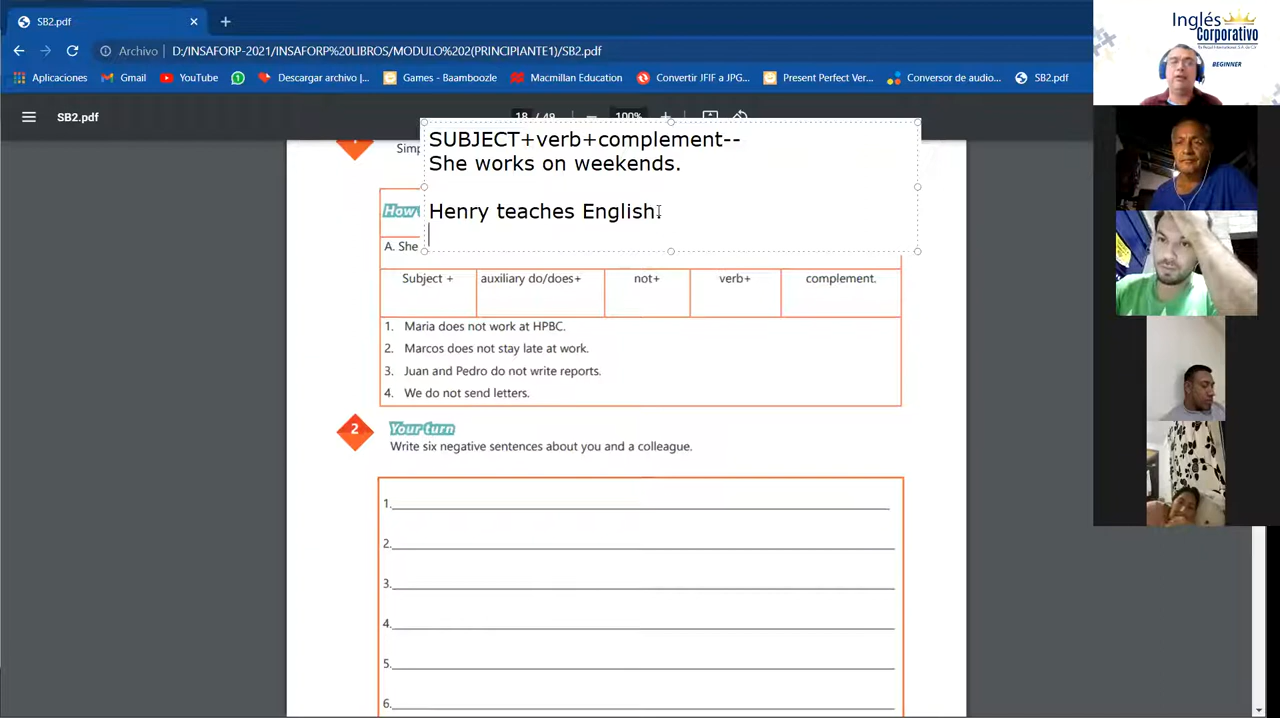 SB2.pdf
Archivo
D:/INSAFORP-2021/INSAFORP%20LIBROS/MODULO%202(PRINCIPIANTE1)/SB2.pdf
Aplicaciones
Gmail
YouTube
Descargar archivo |...
Games - Baamboozle
Macmillan Education
Convertir JFIF a JPG...
Present Perfect Ver...
Conversor de audio...
SB2.pdf
SB2.pdf
18 / 49
100%
SUBJECT+verb+complement--
She works on weekends.
Henry teaches English.
Simp
How
A. She
Subject +
auxiliary do/does+
not+
verb+
complement.
1. Maria does not work at HPBC.
2. Marcos does not stay late at work.
3. Juan and Pedro do not write reports.
4. We do not send letters.
2
Your turn
Write six negative sentences about you and a colleague.
1.
2.
3.
4.
5.
6.
Inglés
Corporativo
BEGINNER